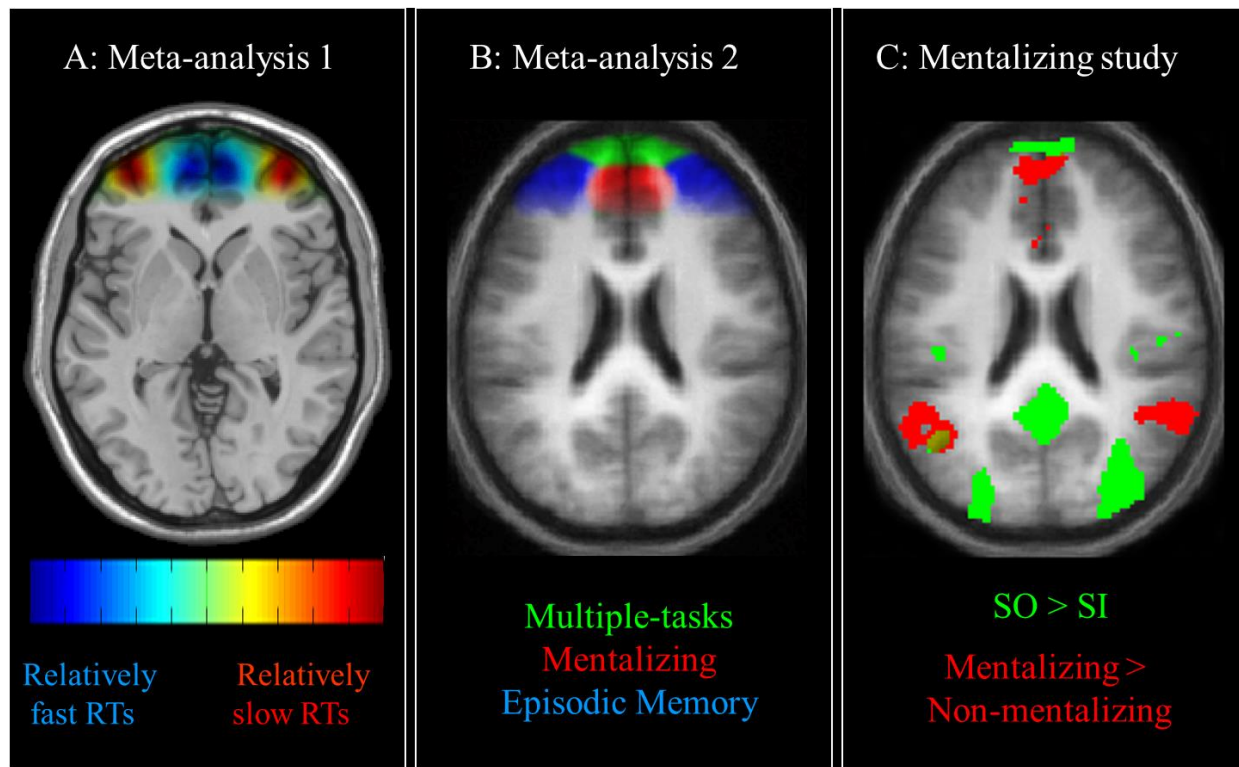 A: Meta-analysis 1
Relatively
fast RTs
Relatively
slow RTs
B: Meta-analysis 2
Multiple-tasks
Mentalizing
Episodic Memory
C: Mentalizing study
SO > SI
Mentalizing >
Non-mentalizing